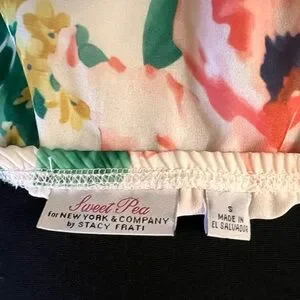 Sweet Pea
for NEW YORK & COMPANY
by STACY FRATI
S
MADE IN
EL SALVADOR